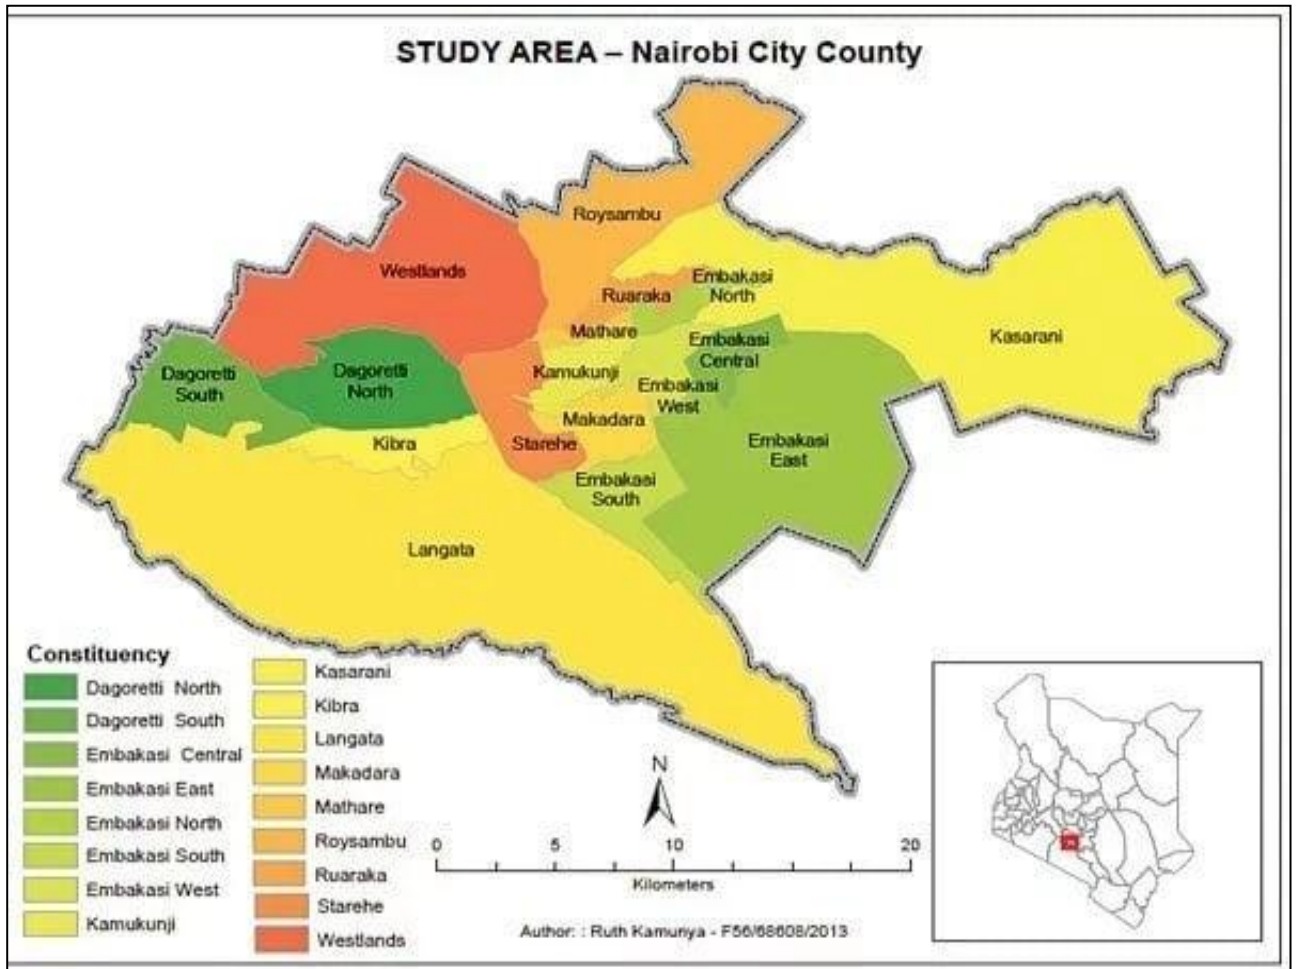 STUDY AREA – Nairobi City County
Roysambu
Westlands
Embakasi
North
Ruaraka
Mathare
Kasarani
Embakasi
Central
Dagoretti
South
Dagoretti
North
Kamukunji
Embakasi
West
Makadara
Kibra
Starehe
Embakasi
East
Embakasi
South
Langata
Constituency
Dagoretti North
Dagoretti South
Embakasi Central
Embakasi East
Embakasi North
Embakasi South
Embakasi West
Kamukunji
Kasarani
Kibra
Langata
Makadara
Mathare
Roysambu
Ruaraka
Starehe
Westlands
N
0 5 10 20
Kilometers
Author: : Ruth Kamunya - F56/68608/2013